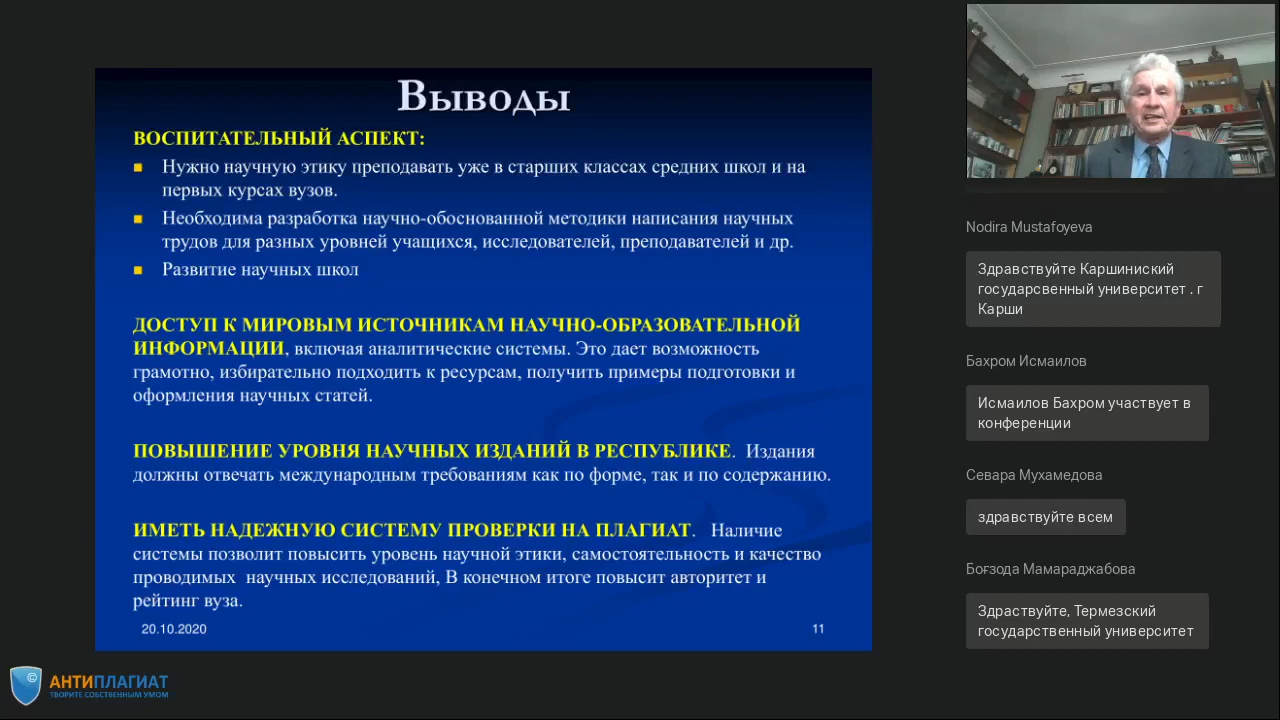 Выводы
ВОСПИТАТЕЛЬНЫЙ АСПЕКТ:
Нужно научную этику преподавать уже в старших классах средних школ и на
первых курсах вузов.
Необходима разработка научно-обоснованной методики написания научных
трудов для разных уровней учащихся, исследователей, преподавателей и др.
Развитие научных школ
ДОСТУП К МИРОВЫМ ИСТОЧНИКАМ НАУЧНО-ОБРАЗОВАТЕЛЬНОЙ
ИНФОРМАЦИИ, включая аналитические системы. Это дает возможность
грамотно, избирательно подходить к ресурсам, получить примеры подготовки и
оформления научных статей.
ПОВЫШЕНИЕ УРОВНЯ НАУЧНЫХ ИЗДАНИЙ В РЕСПУБЛИКЕ. Издания
должны отвечать международным требованиям как по форме, так и по содержанию.
ИМЕТЬ НАДЕЖНУЮ СИСТЕМУ ПРОВЕРКИ НА ПЛАГИАТ. Наличие
системы позволит повысить уровень научной этики, самостоятельность и качество
проводимых научных исследований, В конечном итоге повысит авторитет и
рейтинг вуза.
20.10.2020
11
Nodira Mustafoyeva
Здравствуйте Каршиниский
государсвенный университет . г
Карши
Бахром Исмаилов
Исмаилов Бахром участвует в
конференции
Севара Мухамедова
здравствуйте всем
Боғзода Мамараджабова
Здраствуйте, Термезский
государственный университет
©
АНТИПЛАГИАТ
ТВОРИТЕ СОБСТВЕННЫМ УМОМ